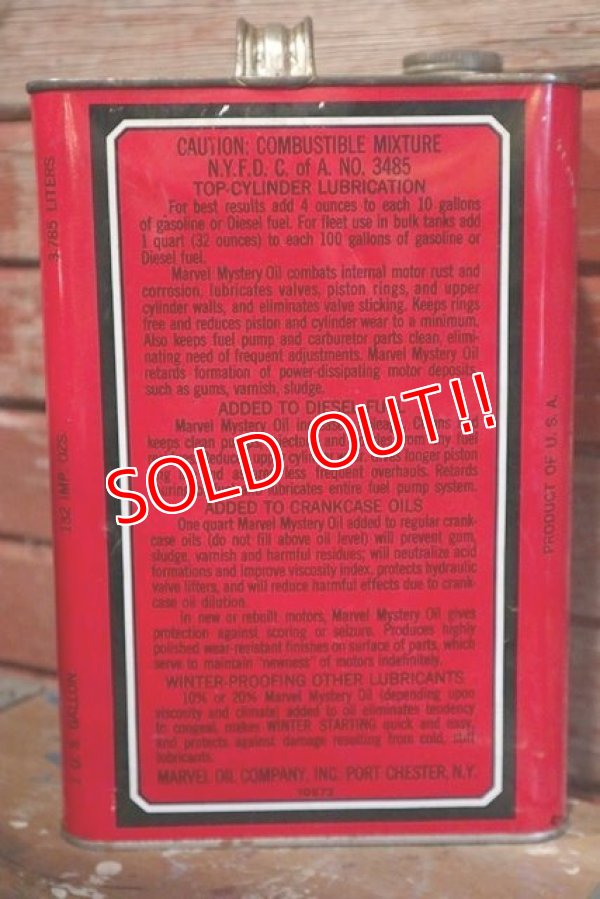 CAUTION: COMBUSTIBLE MIXTURE
N.Y.F.D. C. of A. NO. 3485
TOP-CYLINDER LUBRICATION
For best results add 4 ounces to each 10 gallons
of gasoline or Diesel fuel. For fleet use in bulk tanks add
1 quart (32 ounces) to each 100 gallons of gasoline or
Diesel fuel.
Marvel Mystery Oil combats internal motor rust and
corrosion, lubricates valves, piston rings, and upper
cylinder walls, and eliminates valve sticking. Keeps rings
free and reduces piston and cylinder wear to a minimum.
Also keeps fuel pump and carburetor parts clean, elimi-
nating need of frequent adjustments. Marvel Mystery Oil
retards formation of power-dissipating motor deposits
such as gums, varnish, sludge.
ADDED TO DIESEL FUEL
Marvel Mystery Oil
keeps clean fuel
longer piston
less frequent overhauls. Retards
lubricates entire fuel pump system.
SOLD OUT!!
ADDED TO CRANKCASE OILS
One quart Marvel Mystery Oil added to regular crank-
case oils (do not fill above oil level) will prevent gum,
sludge, varnish and harmful residues; will neutralize acid
formations and improve viscosity index, protects hydraulic
valve lifters, and will reduce harmful effects due to crank-
case oil dilution.
In new or rebuilt motors, Marvel Mystery Oil gives
protection against scoring or seizure. Produces highly
polished wear-resistant finishes on surface of parts, which
serve to maintain "newness" of motors indefinitely.
WINTER-PROOFING OTHER LUBRICANTS
10% or 20% Marvel Mystery Oil (depending upon
viscosity and climate) added to oil eliminates tendency
to congeal, makes WINTER STARTING quick and easy,
and protects against damage resulting from cold, stiff
lubricants.
MARVEL OIL COMPANY, INC. PORT CHESTER, N.Y.
10673
3.785 LITERS
132 IMP. OZS.
1 U.S. GALLON
PRODUCT OF U.S.A.